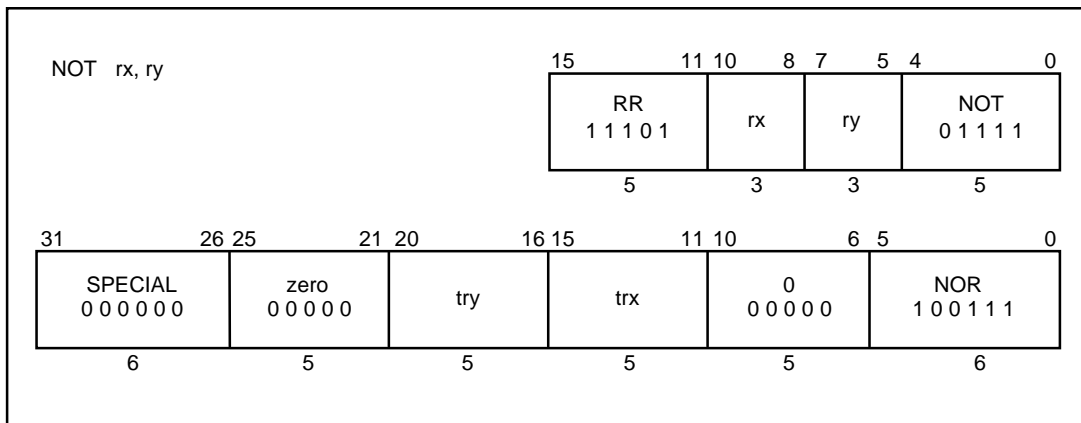 NOT rx, ry
15 11 10 8 7 5 4 0
RR rx ry NOT
1 1 1 0 1 0 1 1 1 1
5 3 3 5
31 26 25 21 20 16 15 11 10 6 5 0
SPECIAL zero try trx 0 NOR
0 0 0 0 0 0 0 0 0 0 0 0 0 0 0 0 1 0 0 1 1 1
6 5 5 5 5 6